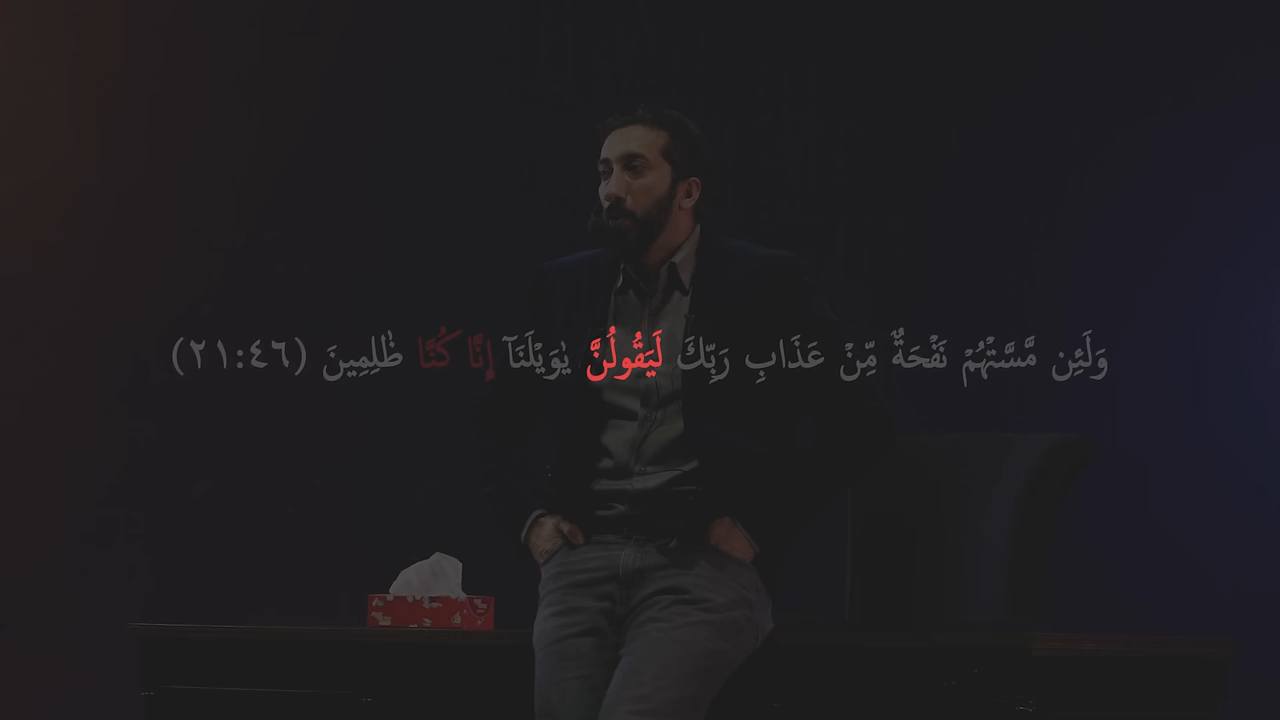 وَلَئِن مَّسَّتْهُمْ نَفْحَةٌ مِّنْ عَذَابِ رَبِّكَ لَيَقُولُنَّ يَٰوَيْلَنَآ إِنَّا كُنَّا ظَٰلِمِينَ (٢١:٤٦)